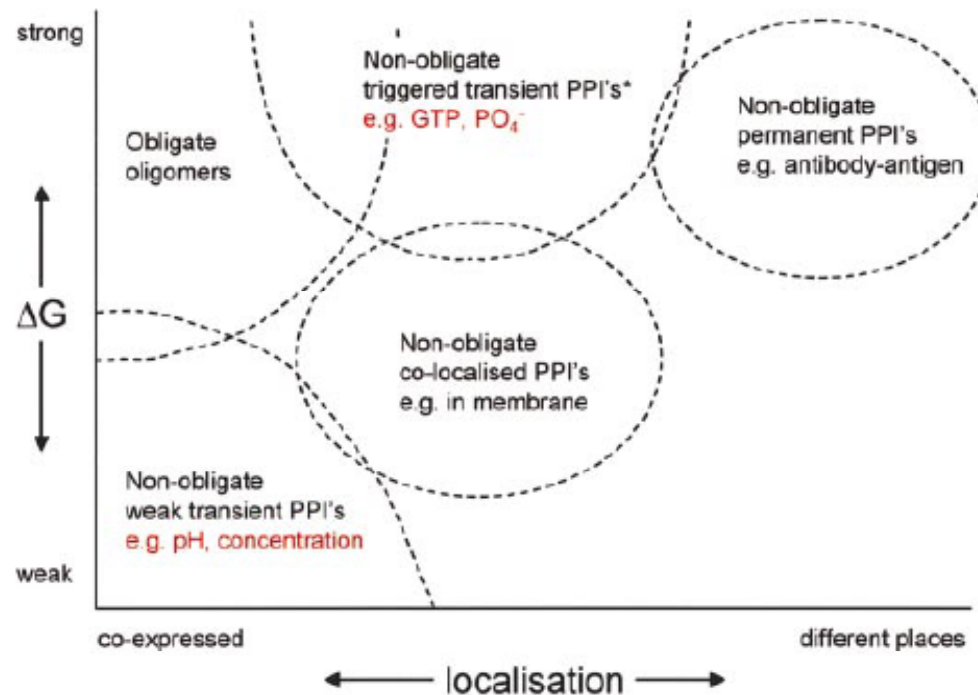 strong
Non-obligate
triggered transient PPI's*
e.g. GTP, PO₄⁻
Non-obligate
permanent PPI's
e.g. antibody-antigen
Obligate
oligomers
ΔG
Non-obligate
co-localised PPI's
e.g. in membrane
Non-obligate
weak transient PPI's
e.g. pH, concentration
weak
co-expressed
different places
localisation